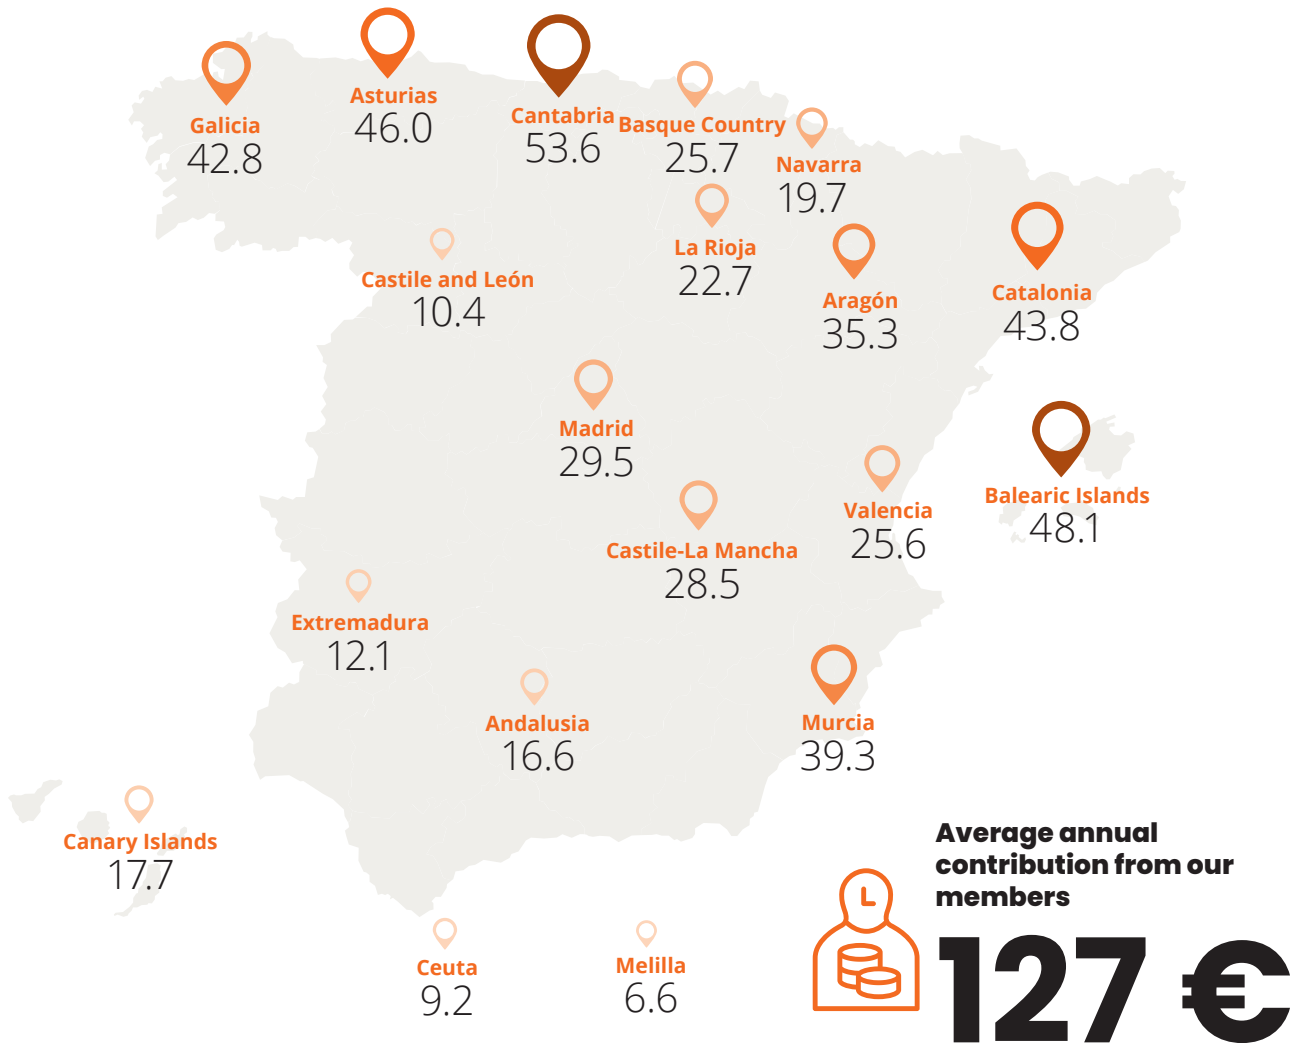 Asturias
46.0
Cantabria
53.6
Galicia
42.8
Basque Country
25.7
Navarra
19.7
La Rioja
22.7
Castile and León
10.4
Aragón
35.3
Catalonia
43.8
Madrid
29.5
Balearic Islands
48.1
Valencia
25.6
Castile-La Mancha
28.5
Extremadura
12.1
Andalusia
16.6
Murcia
39.3
Canary Islands
17.7
Ceuta
9.2
Melilla
6.6
Average annual
contribution from our
members
127 €